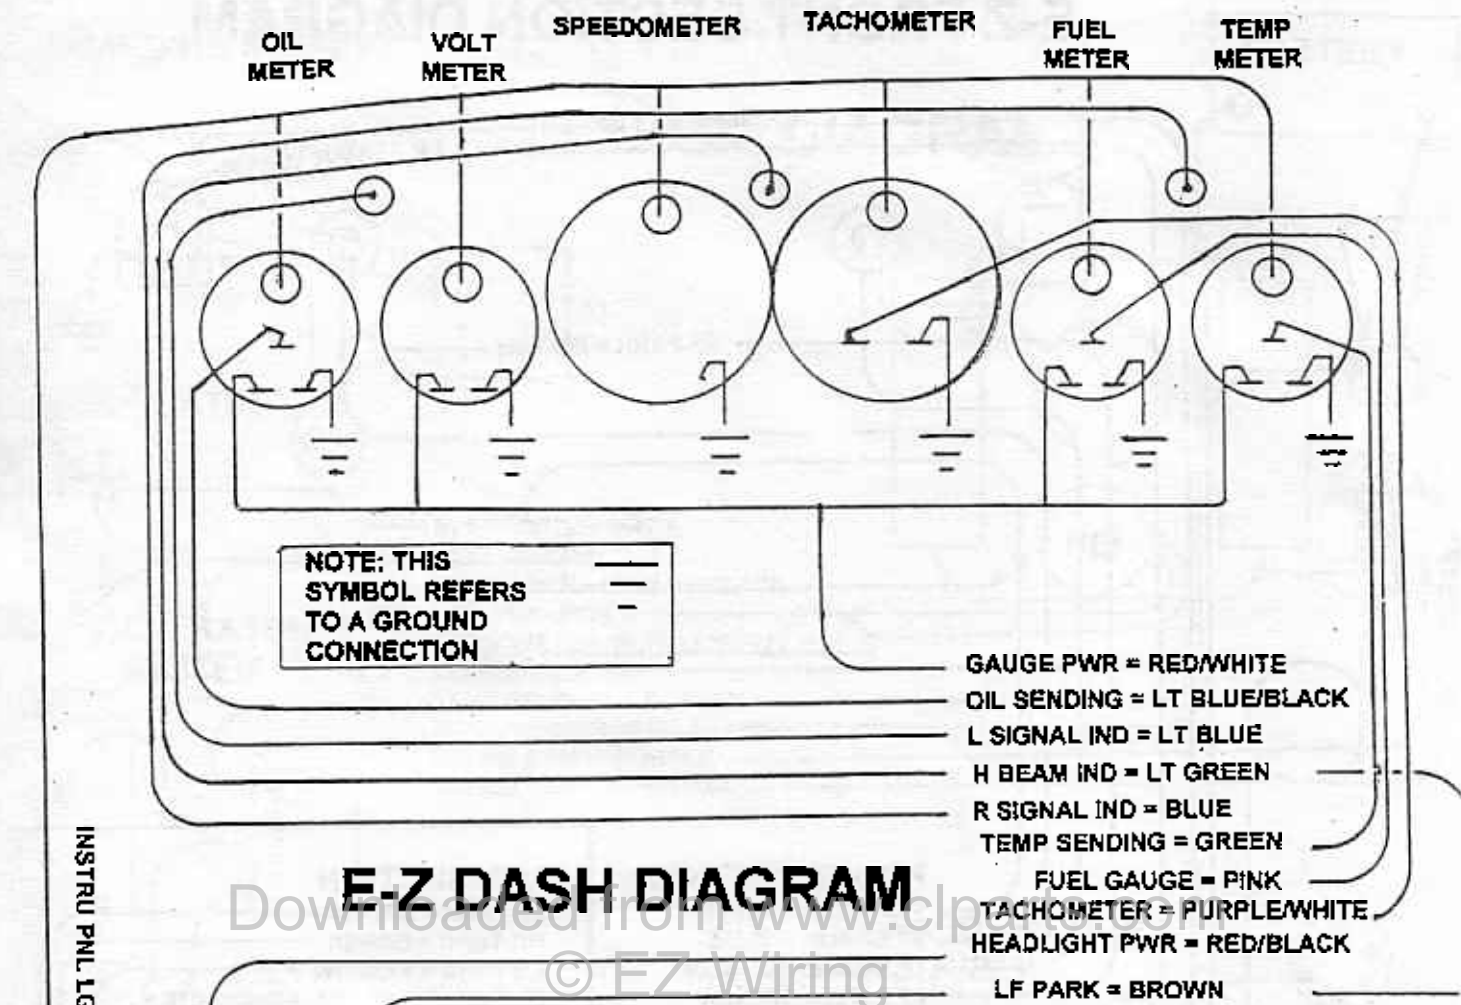 OIL
METER
VOLT
METER
SPEEDOMETER
TACHOMETER
FUEL
METER
TEMP
METER
NOTE: THIS
SYMBOL REFERS
TO A GROUND
CONNECTION
GAUGE PWR = RED/WHITE
OIL SENDING = LT BLUE/BLACK
L SIGNAL IND = LT BLUE
H BEAM IND = LT GREEN
R SIGNAL IND = BLUE
TEMP SENDING = GREEN
FUEL GAUGE = PINK
TACHOMETER = PURPLE/WHITE
HEADLIGHT PWR = RED/BLACK
LF PARK = BROWN
INSTRU PNL
E-Z DASH DIAGRAM
Downloaded from www.clparts.com
© EZ Wiring